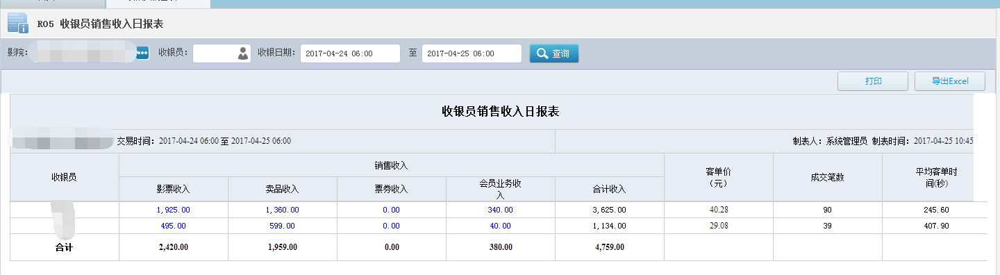 R05 收银员销售收入日报表
影院: 收银员: 收银日期: 2017-04-24 06:00 至 2017-04-25 06:00 查询
打印 导出Excel
收银员销售收入日报表
交易时间: 2017-04-24 06:00 至 2017-04-25 06:00 制表人: 系统管理员 制表时间: 2017-04-25 10:45
收银员 销售收入 客单价(元) 成交笔数 平均客单时间(秒)
影票收入 卖品收入 票券收入 会员业务收入 合计收入
1,925.00 1,360.00 0.00 340.00 3,625.00 40.28 90 245.60
495.00 599.00 0.00 40.00 1,134.00 29.08 39 407.90
合计 2,420.00 1,959.00 0.00 380.00 4,759.00